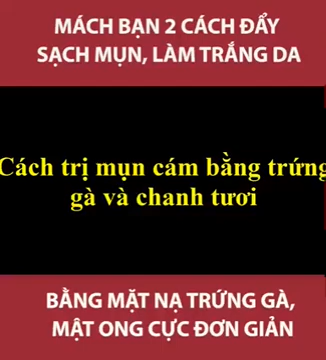 MÁCH BẠN 2 CÁCH ĐẨY
SẠCH MỤN, LÀM TRẮNG DA
Cách trị mụn cám bằng trứng
gà và chanh tươi
BẰNG MẶT NẠ TRỨNG GÀ,
MẬT ONG CỰC ĐƠN GIẢN